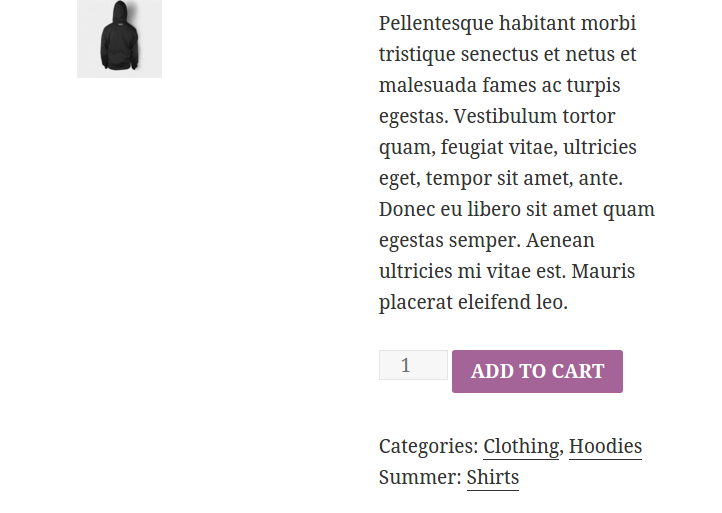 Pellentesque habitant morbi
tristique senectus et netus et
malesuada fames ac turpis
egestas. Vestibulum tortor
quam, feugiat vitae, ultricies
eget, tempor sit amet, ante.
Donec eu libero sit amet quam
egestas semper. Aenean
ultricies mi vitae est. Mauris
placerat eleifend leo.
1 ADD TO CART
Categories: Clothing, Hoodies
Summer: Shirts